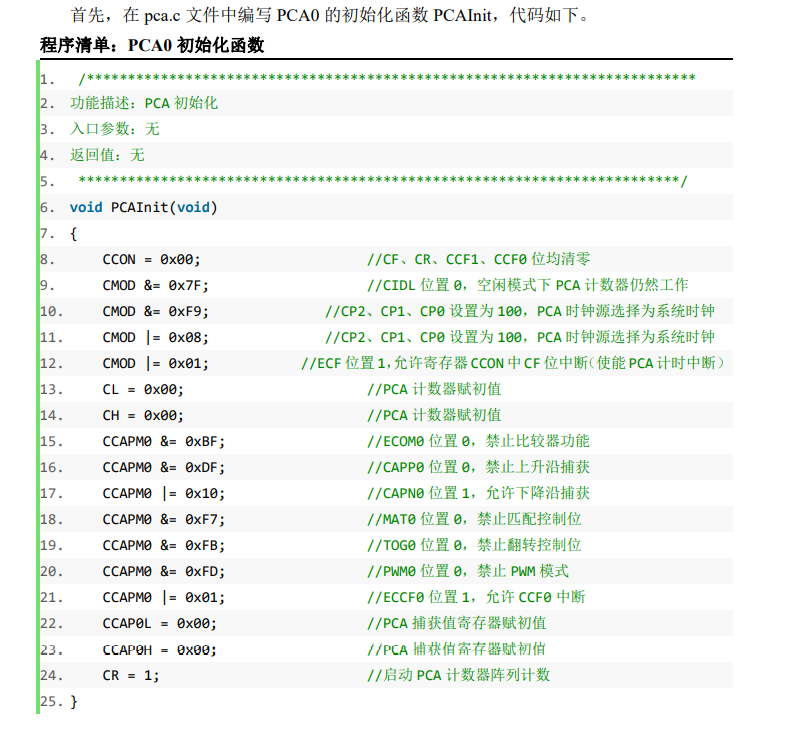 首先，在 pca.c 文件中编写 PCA0 的初始化函数 PCAInit，代码如下。
程序清单：PCA0 初始化函数
1. /**************************************************************************
2. 功能描述：PCA 初始化
3. 入口参数：无
4. 返回值：无
5. *************************************************************************/
6. void PCAInit(void)
7. {
8. CCON = 0x00; //CF、CR、CCF1、CCF0 位均清零
9. CMOD &= 0x7F; //CIDL 位置 0，空闲模式下 PCA 计数器仍然工作
10. CMOD &= 0xF9; //CP2、CP1、CP0 设置为 100，PCA 时钟源选择为系统时钟
11. CMOD |= 0x08; //CP2、CP1、CP0 设置为 100，PCA 时钟源选择为系统时钟
12. CMOD |= 0x01; //ECF 位置 1，允许寄存器 CCON 中 CF 位中断（使能 PCA 计时中断）
13. CL = 0x00; //PCA 计数器赋初值
14. CH = 0x00; //PCA 计数器赋初值
15. CCAPM0 &= 0xBF; //ECOM0 位置 0，禁止比较器功能
16. CCAPM0 &= 0xDF; //CAPP0 位置 0，禁止上升沿捕获
17. CCAPM0 |= 0x10; //CAPN0 位置 1，允许下降沿捕获
18. CCAPM0 &= 0xF7; //MAT0 位置 0，禁止匹配控制位
19. CCAPM0 &= 0xFB; //TOG0 位置 0，禁止翻转控制位
20. CCAPM0 &= 0xFD; //PWM0 位置 0，禁止 PWM 模式
21. CCAPM0 |= 0x01; //ECCF0 位置 1，允许 CCF0 中断
22. CCAP0L = 0x00; //PCA 捕获值寄存器赋初值
23. CCAP0H = 0x00; //PCA 捕获值寄存器赋初值
24. CR = 1; //启动 PCA 计数器阵列计数
25. }